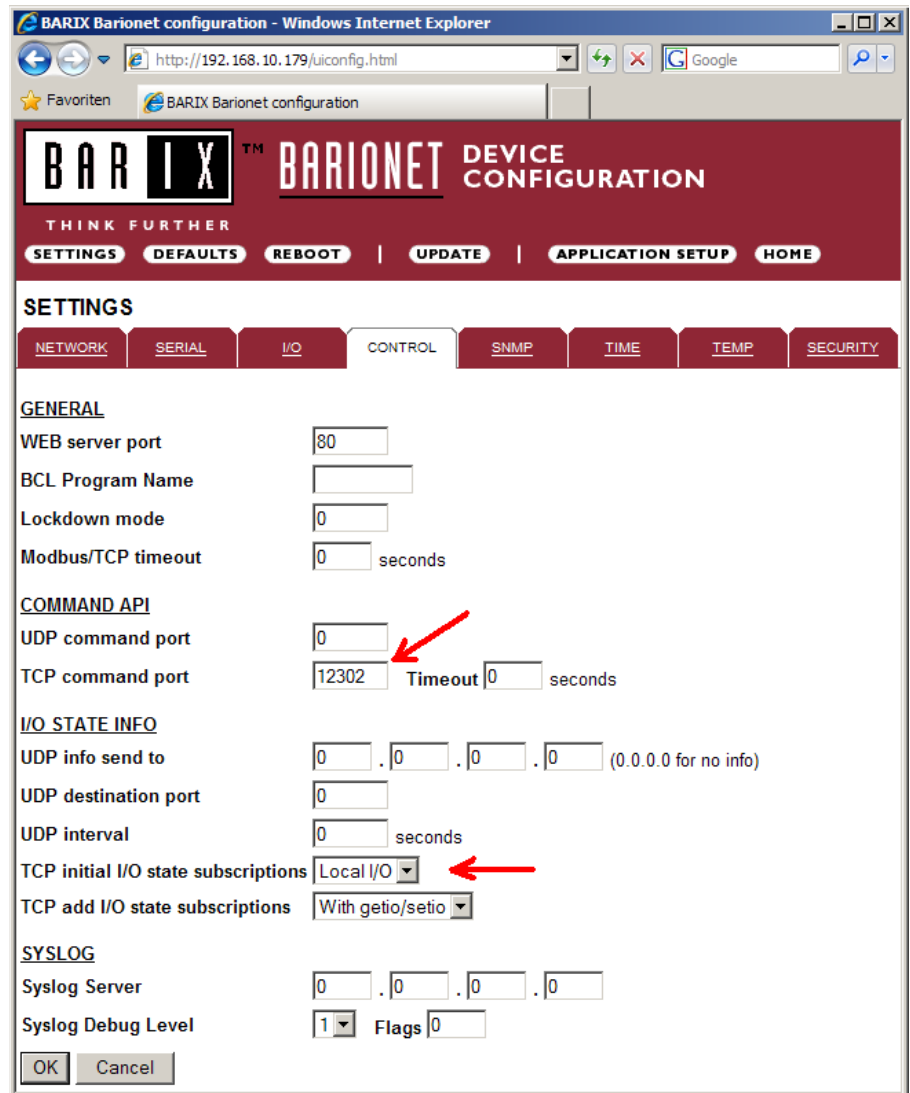 BARIX Barionet configuration - Windows Internet Explorer
http://192.168.10.179/uiconfig.html Google
Favoriten BARIX Barionet configuration
BARIX ™ BARIONET DEVICE CONFIGURATION
THINK FURTHER
SETTINGS DEFAULTS REBOOT | UPDATE | APPLICATION SETUP HOME
SETTINGS
NETWORK SERIAL I/O CONTROL SNMP TIME TEMP SECURITY
GENERAL
WEB server port 80
BCL Program Name
Lockdown mode 0
Modbus/TCP timeout 0 seconds
COMMAND API
UDP command port 0
TCP command port 12302 Timeout 0 seconds
I/O STATE INFO
UDP info send to 0 . 0 . 0 . 0 (0.0.0.0 for no info)
UDP destination port 0
UDP interval 0 seconds
TCP initial I/O state subscriptions Local I/O
TCP add I/O state subscriptions With getio/setio
SYSLOG
Syslog Server 0 . 0 . 0 . 0
Syslog Debug Level 1 Flags 0
OK Cancel